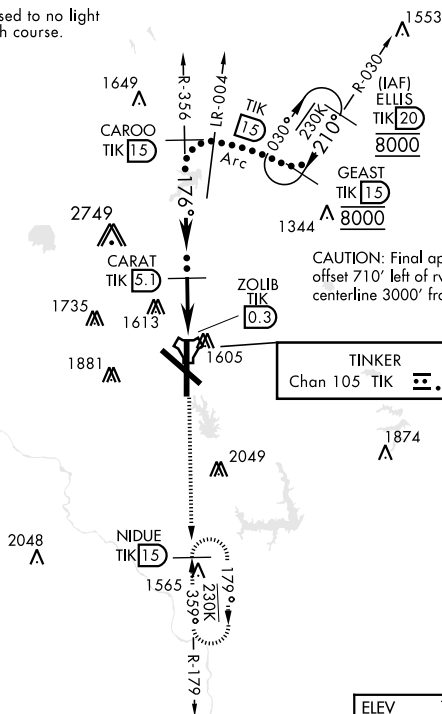 sed to no light
h course.
1553
1649
R-356
LR-004
TIK
15
Arc
030°
230K
210°
R-030
(IAF)
ELLIS
TIK 20
8000
CAROO
TIK 15
176°
GEAST
TIK 15
8000
1344
2749
CARAT
TIK 5.1
CAUTION: Final ap
offset 710' left of rw
centerline 3000' fro
ZOLIB
TIK
0.3
1735
1613
1605
1881
TINKER
Chan 105 TIK
1874
2049
2048
NIDUE
TIK 15
1565
359°
230K
179°
R-179
ELEV